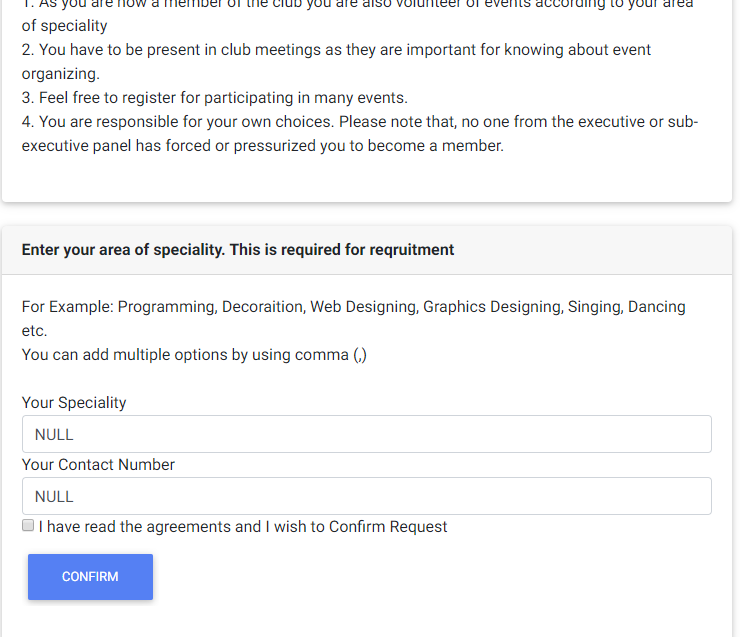 1. As you are now a member of the club you are also volunteer of events according to your area
of speciality
2. You have to be present in club meetings as they are important for knowing about event
organizing.
3. Feel free to register for participating in many events.
4. You are responsible for your own choices. Please note that, no one from the executive or sub-
executive panel has forced or pressurized you to become a member.
Enter your area of speciality. This is required for reqruitment
For Example: Programming, Decoraition, Web Designing, Graphics Designing, Singing, Dancing
etc.
You can add multiple options by using comma (,)
Your Speciality
NULL
Your Contact Number
NULL
I have read the agreements and I wish to Confirm Request
CONFIRM